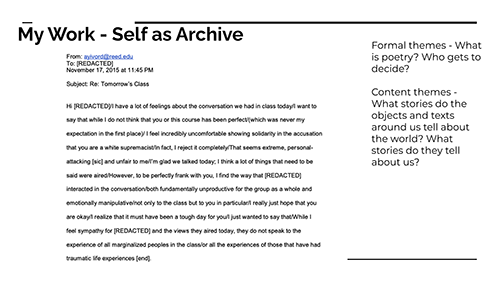 My Work - Self as Archive
From: ayivord@reed.edu
To: [REDACTED]
November 17, 2015 at 11:45 PM
Subject: Re: Tomorrow's Class
Hi [REDACTED]/I have a lot of feelings about the conversation we had in class today/I want to
say that while I do not think that you or this course has been perfect/(which was never my
expectation in the first place)/ I feel incredibly uncomfortable showing solidarity in the accusation
that you are a white supremacist/In fact, I reject it completely/That seems extreme, personal-
attacking [sic] and unfair to me/I'm glad we talked today; I think a lot of things that need to be
said were aired/However, to be perfectly frank with you, I find the way that [REDACTED]
interacted in the conversation/both fundamentally unproductive for the group as a whole and
emotionally manipulative/not only to the class but to you in particular/I really just hope that you
are okay/I realize that it must have been a tough day for you/I just wanted to say that/While I
feel sympathy for [REDACTED] and the views they aired today, they do not speak to the
experience of all marginalized peoples in the class/or all the experiences of those that have had
traumatic life experiences [end].
Formal themes - What
is poetry? Who gets to
decide?
Content themes -
What stories do the
objects and texts
around us tell about
the world? What
stories do they tell
about us?